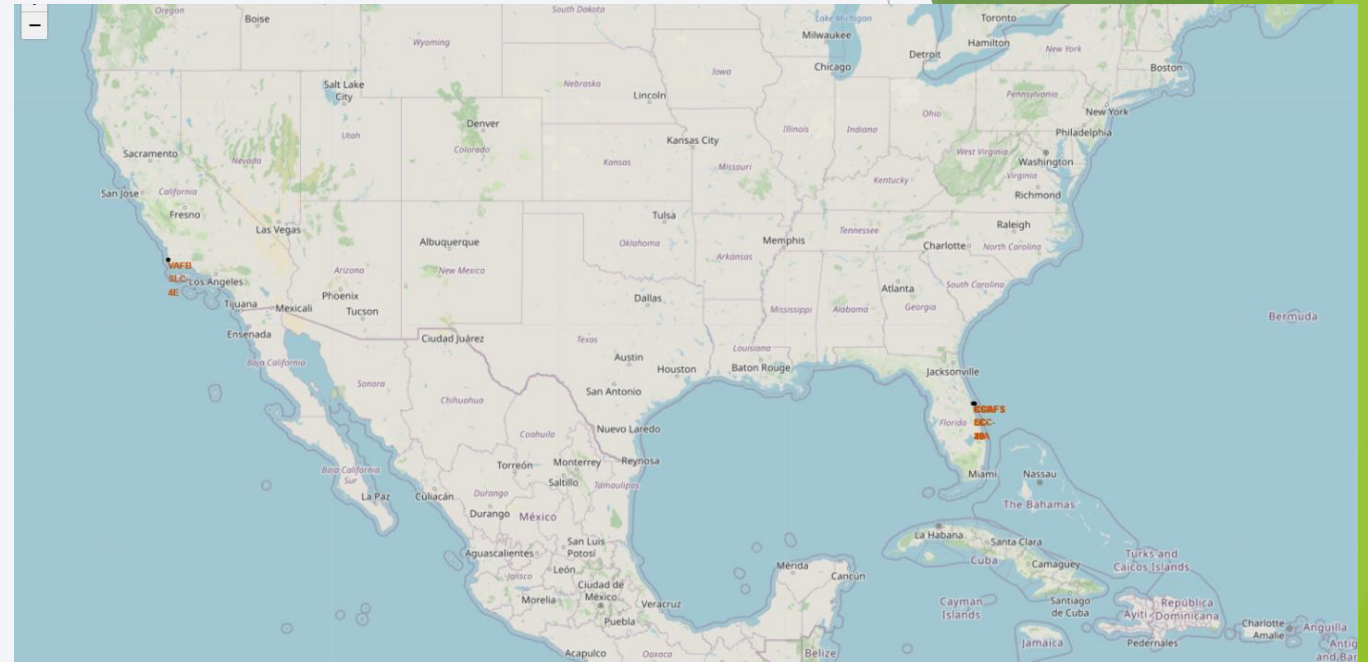 −
Oregon
Boise
South Dakota
Lake Michigan
Toronto
Milwaukee
Hamilton
Wyoming
New York
Detroit
Chicago
Boston
Iowa
Salt Lake
City
Nebraska
Lincoln
Pennsylvania
New York
Denver
Ohio
Illinois
Indiana
Philadelphia
Utah
Kansas City
Colorado
Sacramento
Nevada
West Virginia
Washington
Kansas
Missouri
Virginia
Kentucky
San Jose
California
Richmond
Fresno
Tulsa
Raleigh
Las Vegas
Tennessee
Albuquerque
Oklahoma
Memphis
Charlotte
North Carolina
Arkansas
VAFB
SLC-
4E
Los Angeles
Arizona
New Mexico
South Carolina
Atlanta
Phoenix
Dallas
Tijuana
Mexicali
Tucson
Mississippi
Alabama
Georgia
Bermuda
Ensenada
Ciudad Juárez
Texas
Louisiana
Austin
Baja California
Houston
Baton Rouge
Jacksonville
Sonora
San Antonio
Chihuahua
Florida
Nuevo Laredo
Coahuila
Baja California
Sur
Torreón
Monterrey
Reynosa
Miami
Nassau
Saltillo
Tamaulipas
La Paz
Culiacán
Durango
The Bahamas
Durango
México
La Habana
Santa Clara
San Luis
Potosí
Aguascalientes
Turks and
Caicos Islands
Cuba
Camaguey
León
Jalisco
Mérida
Cancún
Ciudad de
México
Morelia
Veracruz
Cayman
Islands
Santiago
de Cuba
República
Dominicana
Ayiti
Puebla
Charlotte
Amalie
Anguilla
Jamaica
Pedernales
Acapulco
Oaxaca
Belize